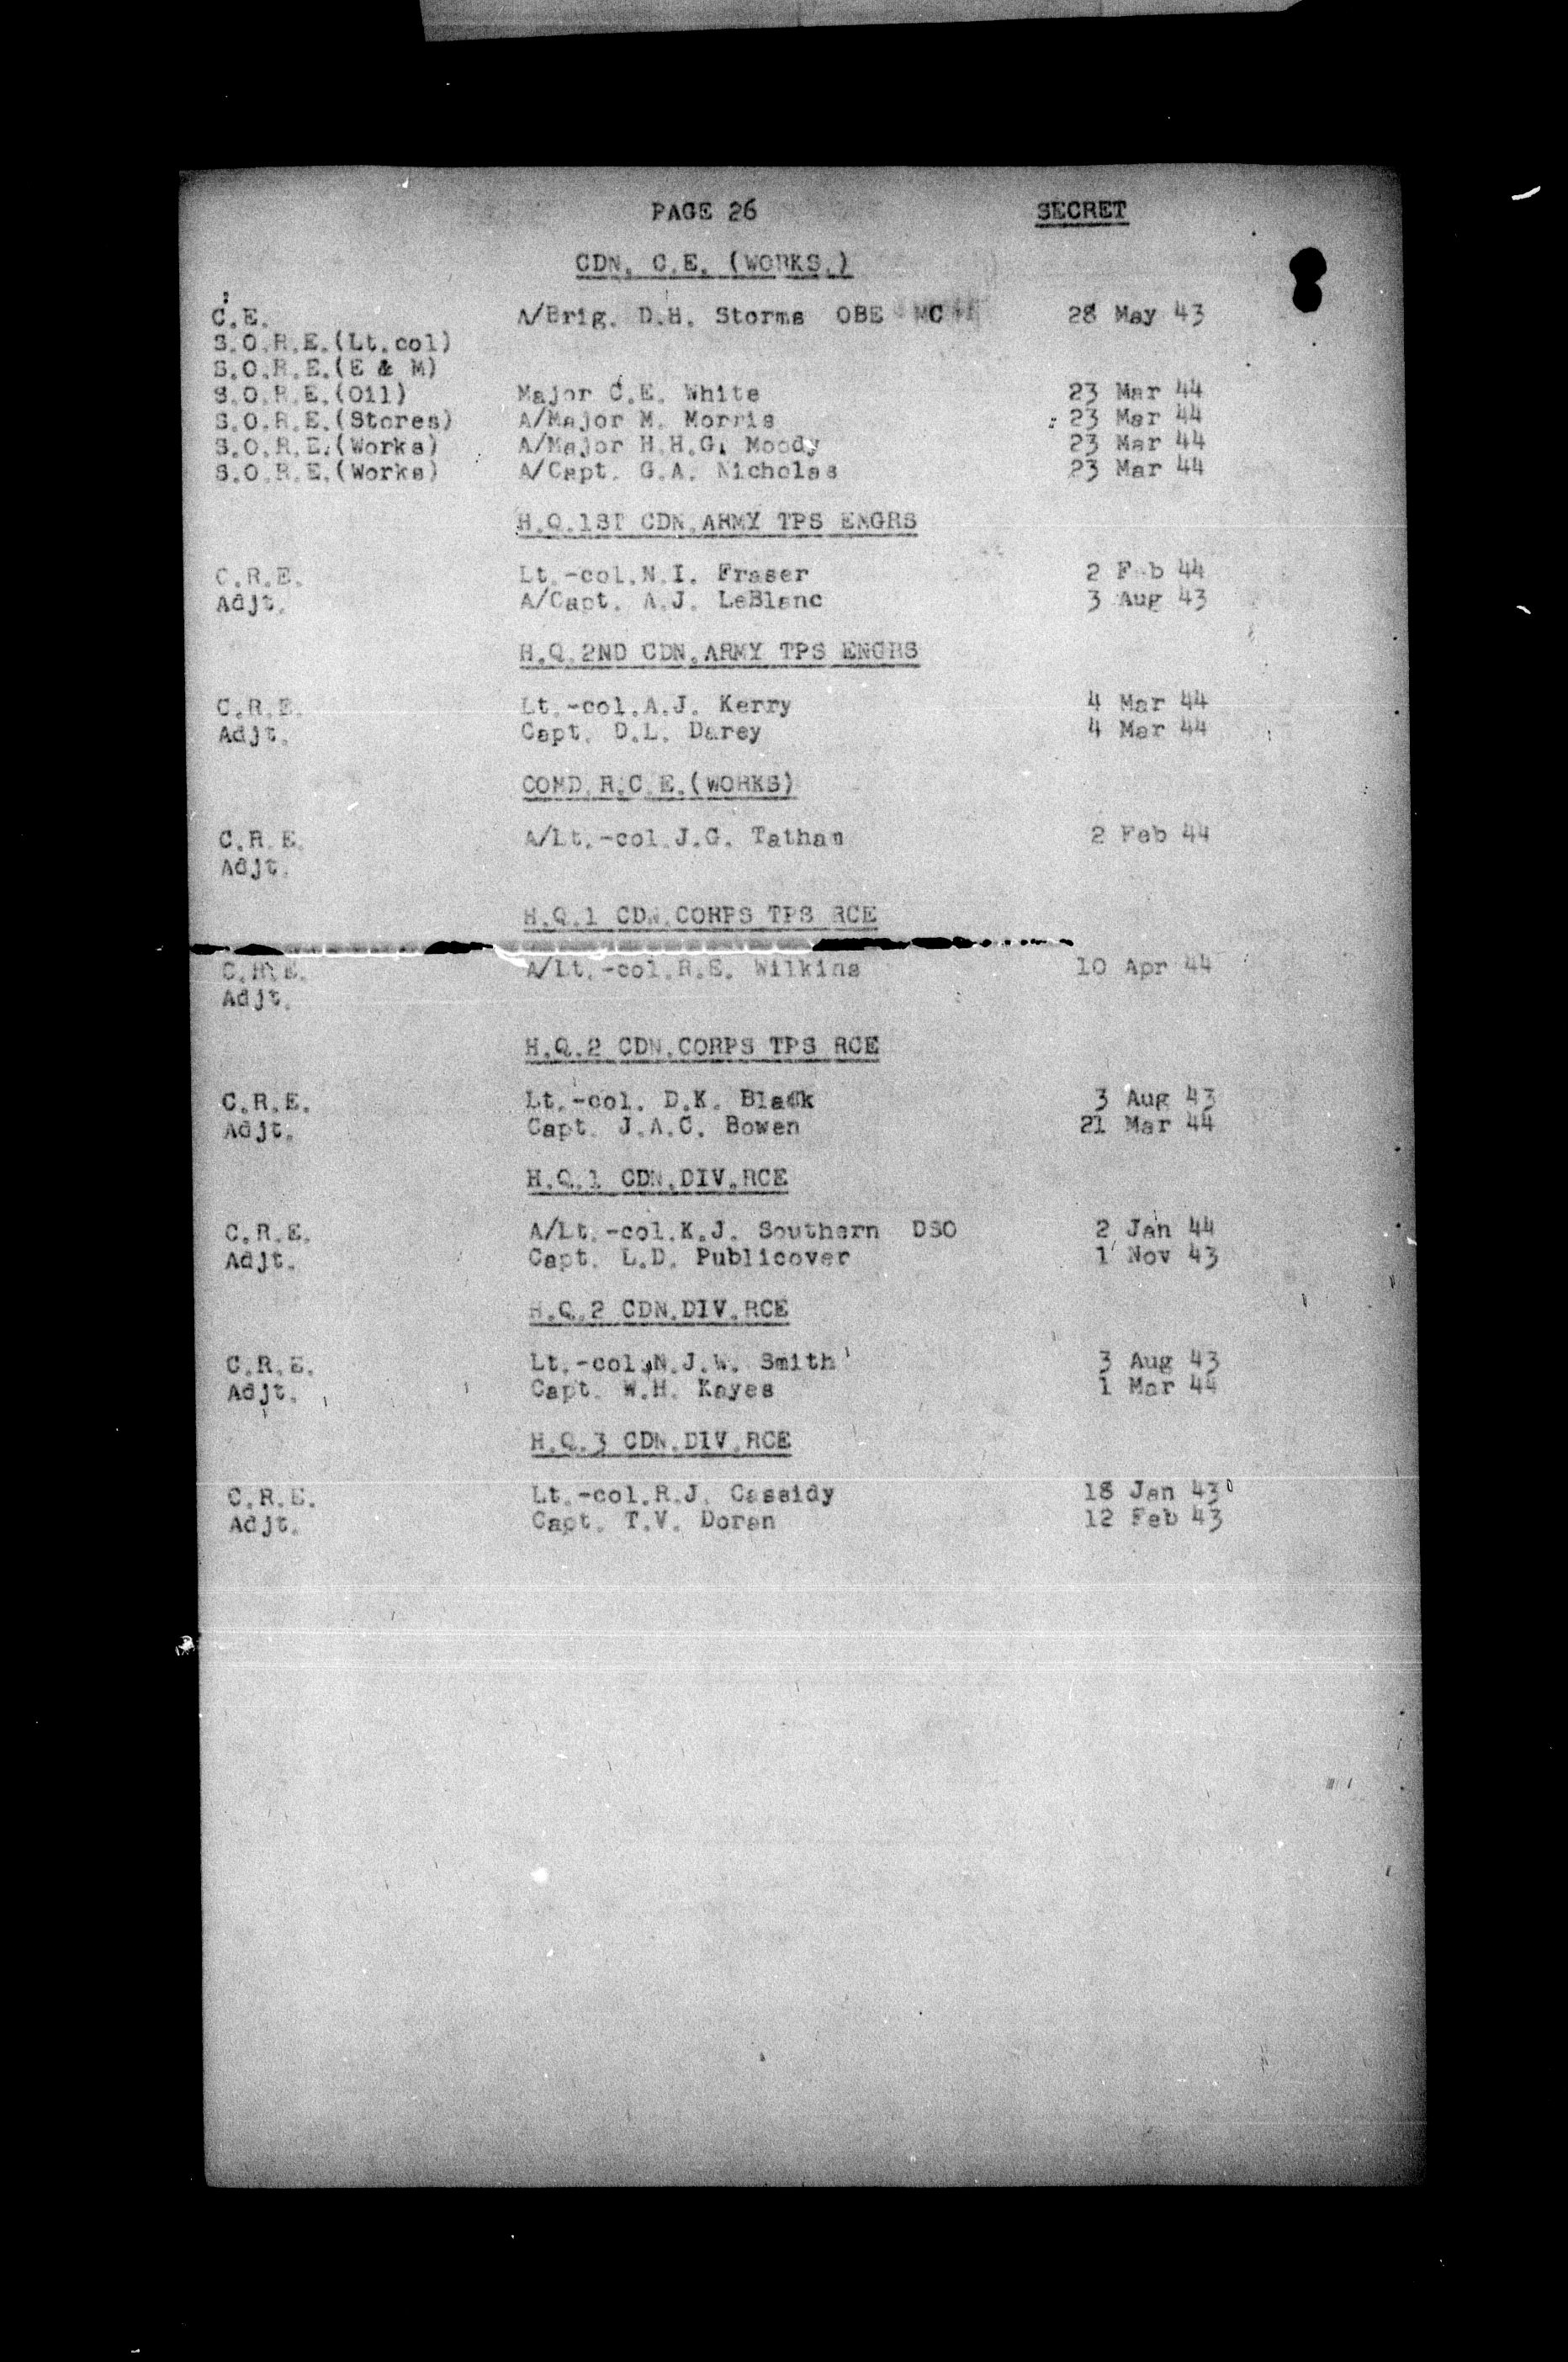 PAGE 26 SECRET
CDN. C.E. (WORKS.)
C.E. A/Brig. D.H. Storms OBE MC 28 May 43
S.O.R.E.(Lt.col)
S.O.R.E.(E & M)
S.O.R.E.(Oil) Major C.E. White 23 Mar 44
S.O.R.E.(Stores) A/Major M. Morris 23 Mar 44
S.O.R.E.(Works) A/Major H.H.G. Moody 23 Mar 44
S.O.R.E.(Works) A/Capt. G.A. Nicholas 23 Mar 44
H.Q.1ST CDN.ARMY TPS ENGRS
C.R.E. Lt.-col.N.I. Fraser 2 Feb 44
Adjt. A/Capt. A.J. LeBlanc 3 Aug 43
H.Q.2ND CDN.ARMY TPS ENGRS
C.R.E. Lt.-col.A.J. Kerry 4 Mar 44
Adjt. Capt. D.L. Darey 4 Mar 44
COMD.R.C.E.(WORKS)
C.R.E. A/Lt.-col.J.G. Tatham 2 Feb 44
Adjt.
H.Q.1 CDN.CORPS TPS RCE
C.R.E. A/Lt.-col.R.E. Wilkins 10 Apr 44
Adjt.
H.Q.2 CDN.CORPS TPS RCE
C.R.E. Lt.-col. D.K. Black 3 Aug 43
Adjt. Capt. J.A.C. Bowen 21 Mar 44
H.Q.1 CDN.DIV.RCE
C.R.E. A/Lt.-col.K.J. Southern DSO 2 Jan 44
Adjt. Capt. L.D. Publicover 1 Nov 43
H.Q.2 CDN.DIV.RCE
C.R.E. Lt.-col.N.J.W. Smith 3 Aug 43
Adjt. Capt. W.H. Kayes 1 Mar 44
H.Q.3 CDN.DIV.RCE
C.R.E. Lt.-col.R.J. Cassidy 18 Jan 43
Adjt. Capt. T.V. Doran 12 Feb 43